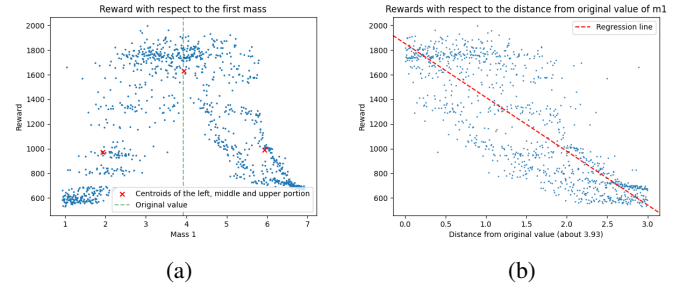 Reward with respect to the first mass
2000
1800
1600
1400
1200
1000
800
600
Reward
1
2
3
4
5
6
7
Mass 1
Centroids of the left, middle and upper portion
Original value
(a)
Rewards with respect to the distance from original value of m1
Regression line
2000
1800
1600
1400
1200
1000
800
600
Reward
0.0
0.5
1.0
1.5
2.0
2.5
3.0
Distance from original value (about 3.93)
(b)